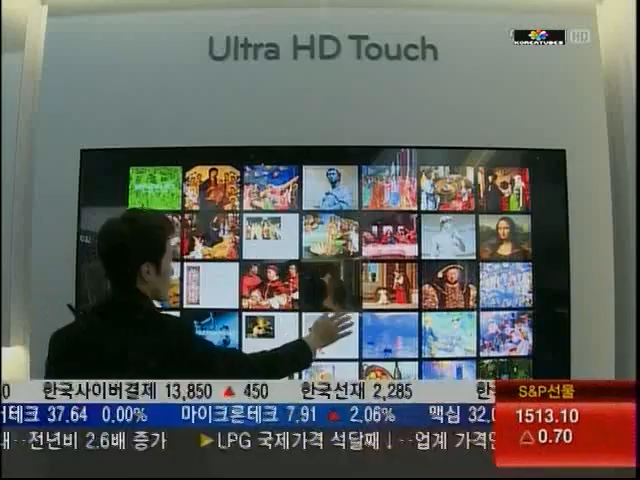 Ultra HD Touch
KOREATUBES HD
0 한국사이버결제 13,850 ▲ 450 한국선재 2,285
S&P선물
1513.10
△ 0.70
37.64 0.00% 마이크론테크 7.91 ▲ 2.06% 맥심 32.0
전년비 2.6배 증가 ▶LPG 국제가격 석달째↓…업계 가격인